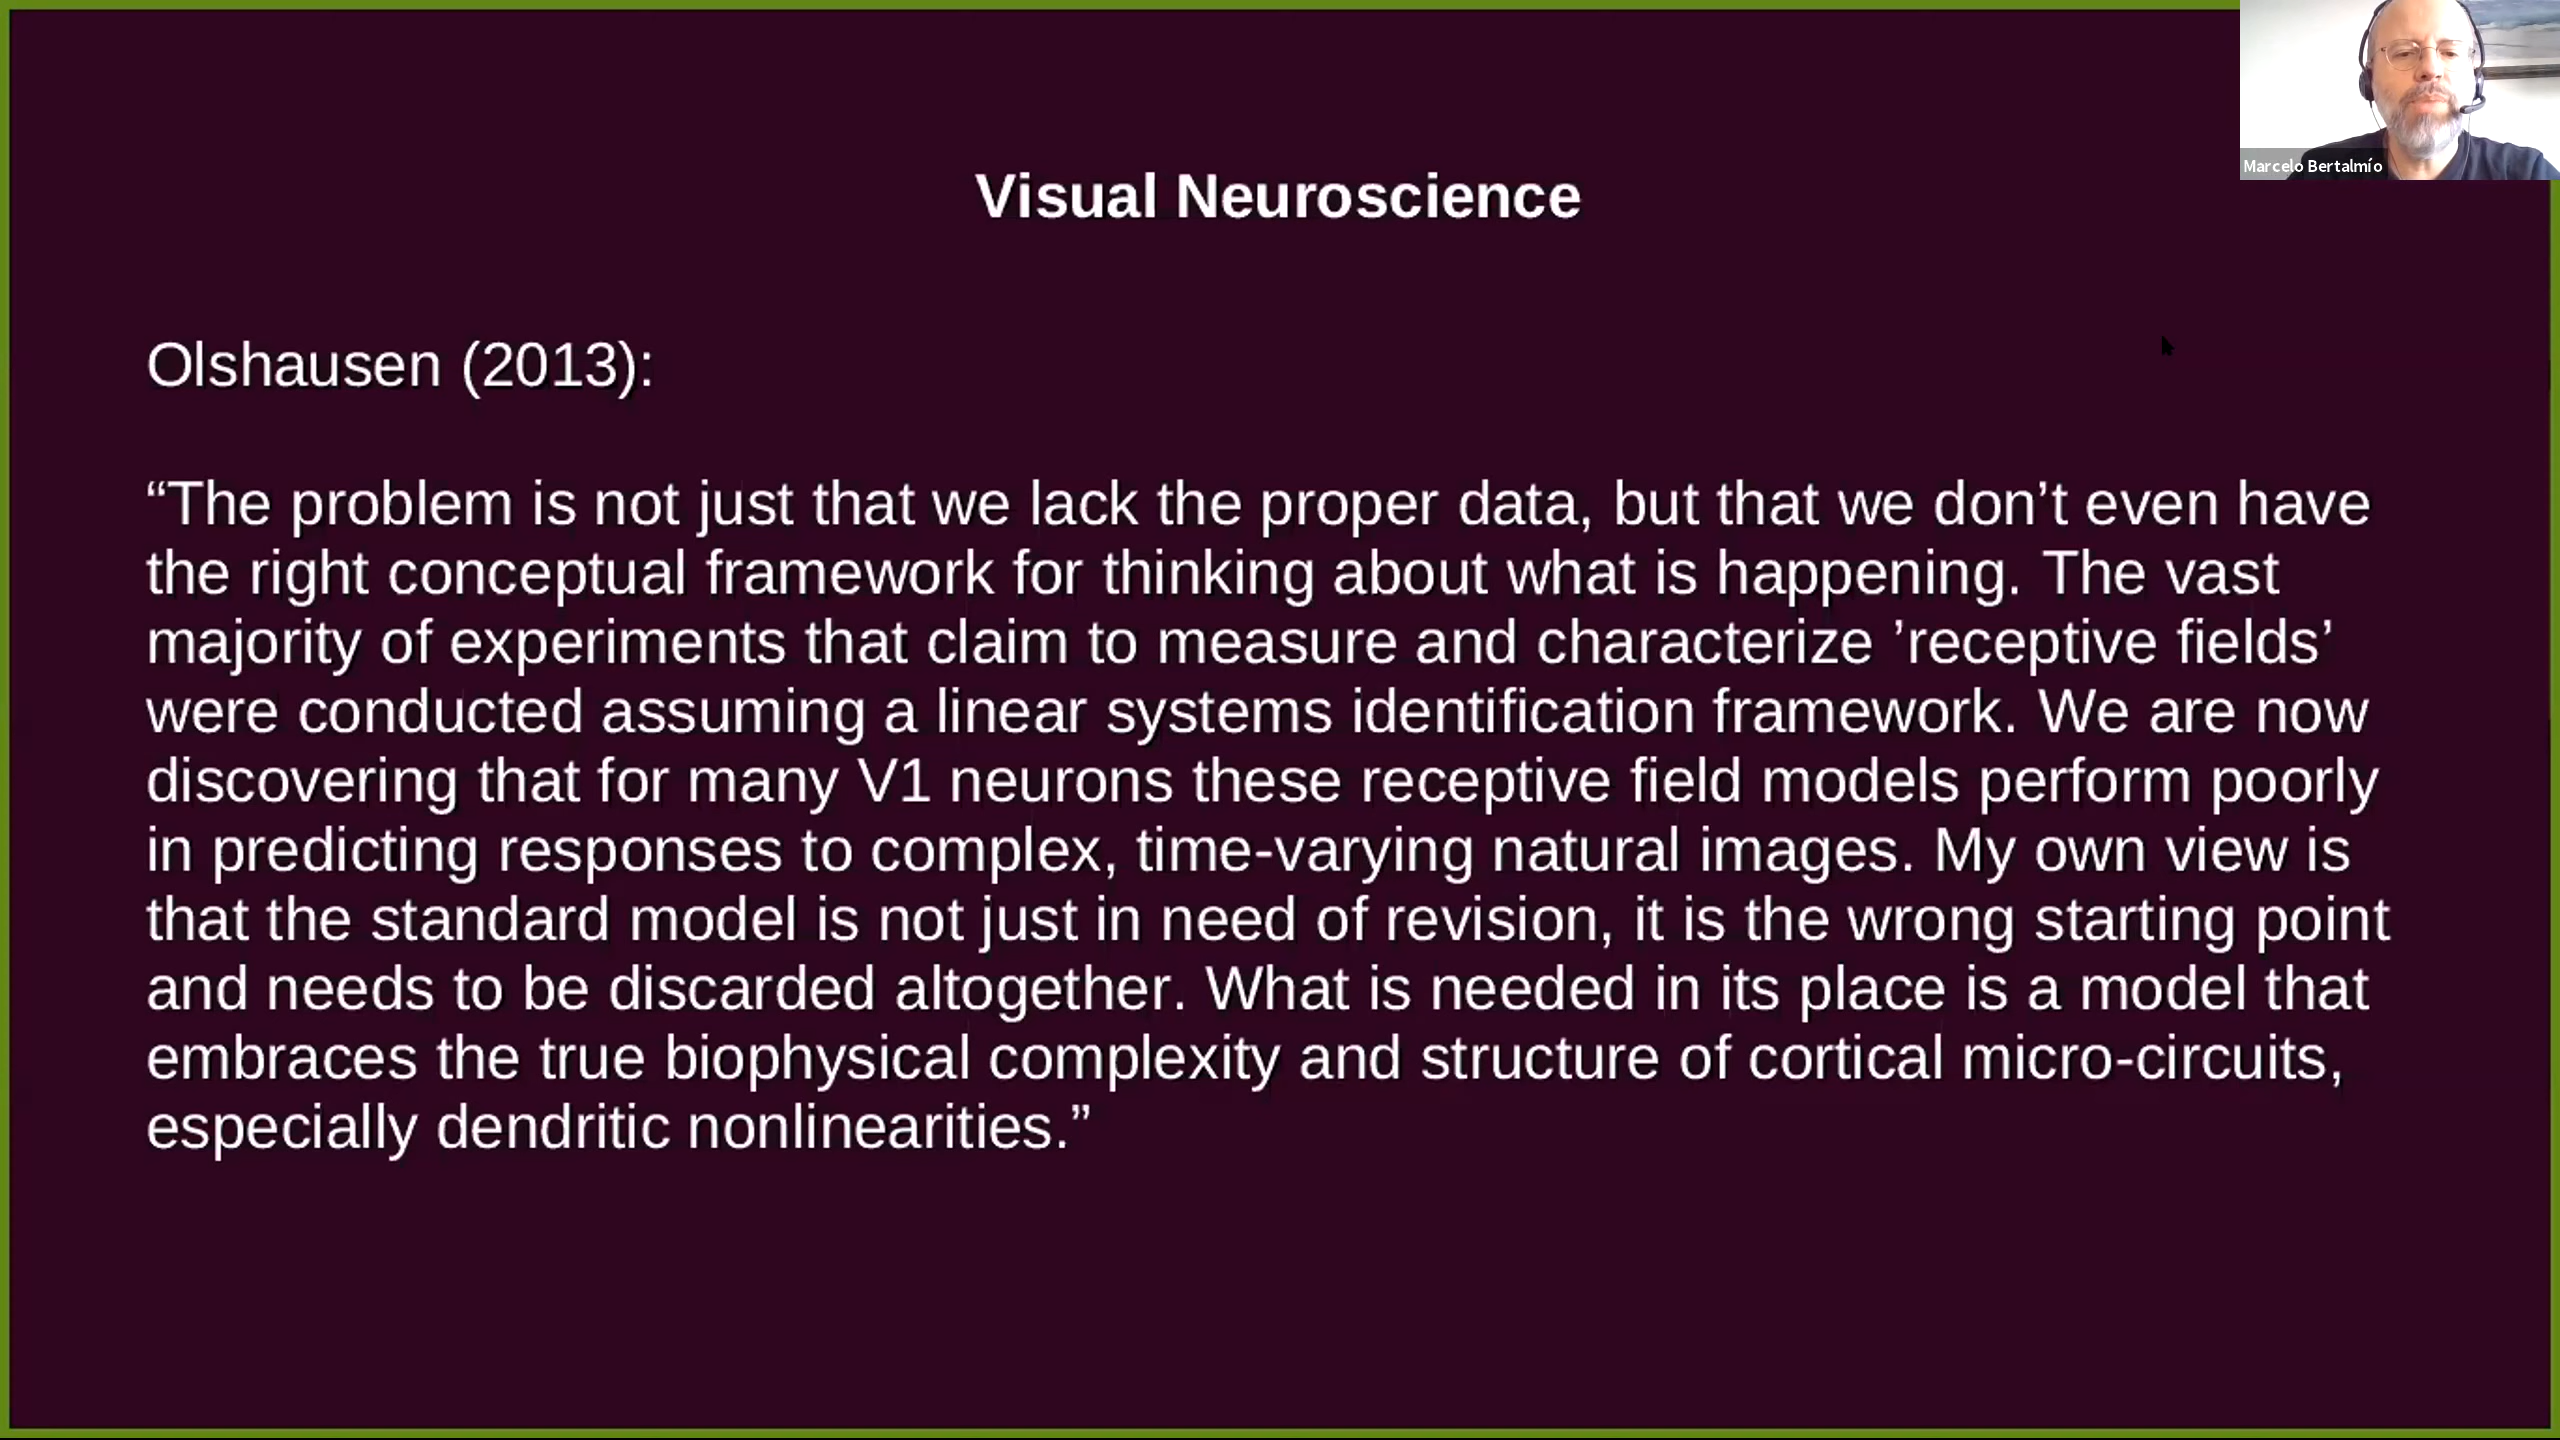 Marcelo Bertalmío
Visual Neuroscience
Olshausen (2013):
“The problem is not just that we lack the proper data, but that we don’t even have
the right conceptual framework for thinking about what is happening. The vast
majority of experiments that claim to measure and characterize ’receptive fields’
were conducted assuming a linear systems identification framework. We are now
discovering that for many V1 neurons these receptive field models perform poorly
in predicting responses to complex, time-varying natural images. My own view is
that the standard model is not just in need of revision, it is the wrong starting point
and needs to be discarded altogether. What is needed in its place is a model that
embraces the true biophysical complexity and structure of cortical micro-circuits,
especially dendritic nonlinearities.”